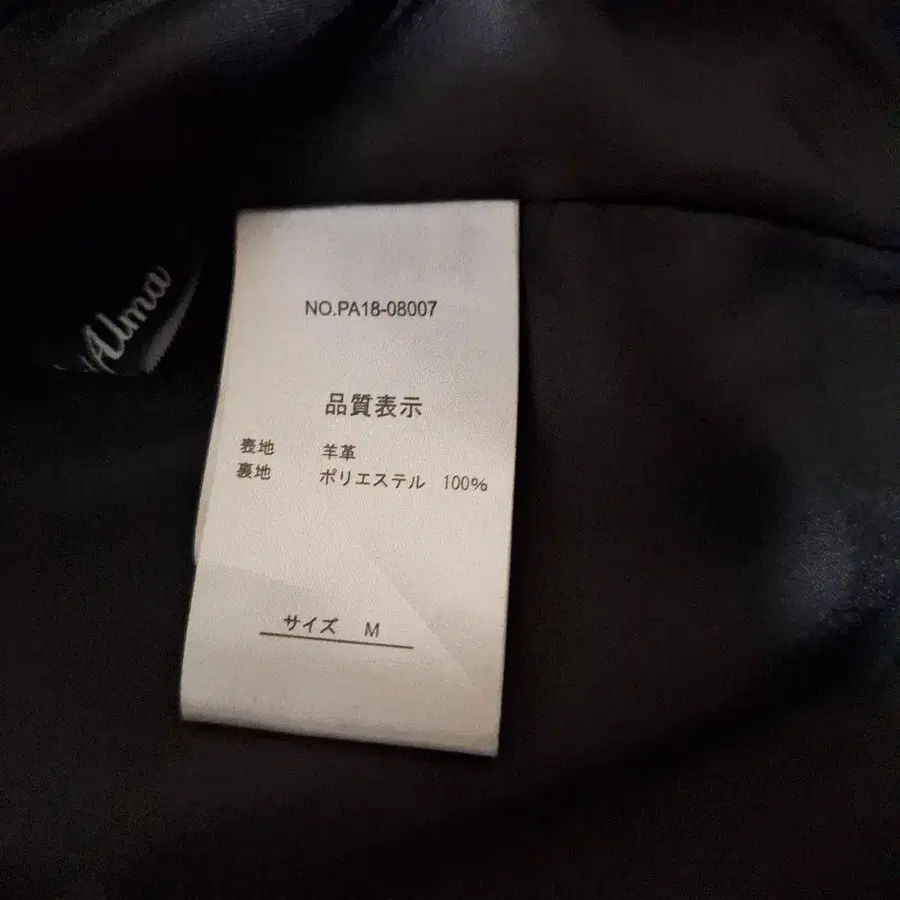 NO.PA18-08007
品質表示
表地 羊革
裏地 ポリエステル 100%
サイズ M
Alma